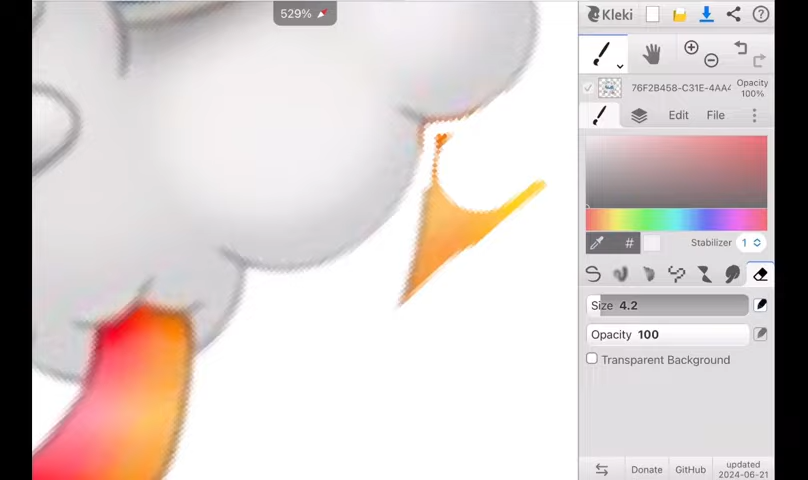 529%
Kleki
76F2B458-C31E-4AA4
Opacity
100%
Edit
File
#
Stabilizer 1
Size 4.2
Opacity 100
Transparent Background
Donate
GitHub
updated
2024-06-21